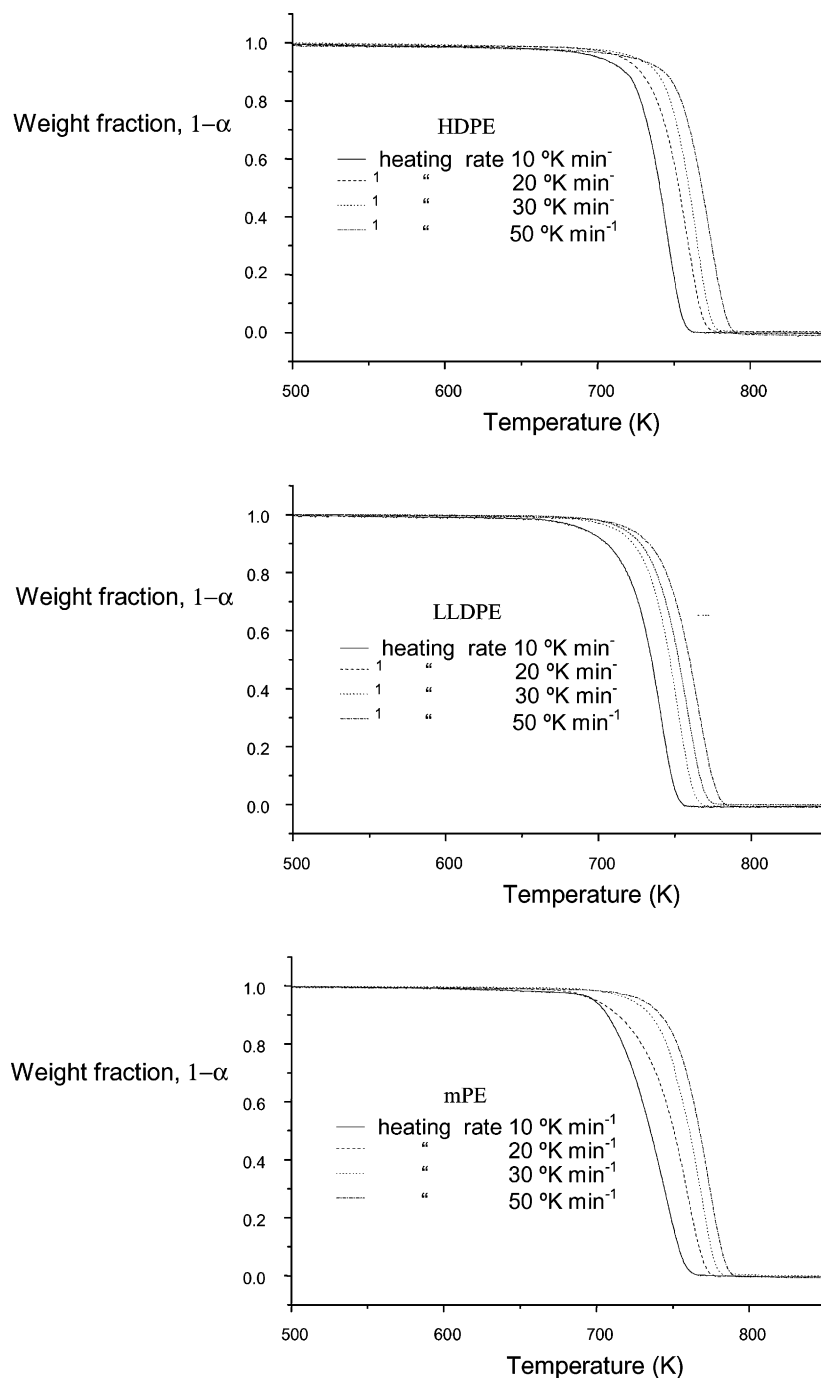 1.0
0.8
Weight fraction, 1−α
HDPE
heating rate 10 ºK min-
0.6
1 “ 20 ºK min-
1 “ 30 ºK min-
0.4
1 “ 50 ºK min-1
0.2
0.0
500 600 700 800
Temperature (K)
1.0
0.8
Weight fraction, 1−α
LLDPE
0.6
heating rate 10 ºK min-
1 “ 20 ºK min-
0.4
1 “ 30 ºK min-
1 “ 50 ºK min-1
0.2
0.0
500 600 700 800
Temperature (K)
1.0
0.8
Weight fraction, 1−α
mPE
0.6
heating rate 10 ºK min-1
“ 20 ºK min-1
0.4
“ 30 ºK min-1
“ 50 ºK min-1
0.2
0.0
500 600 700 800
Temperature (K)